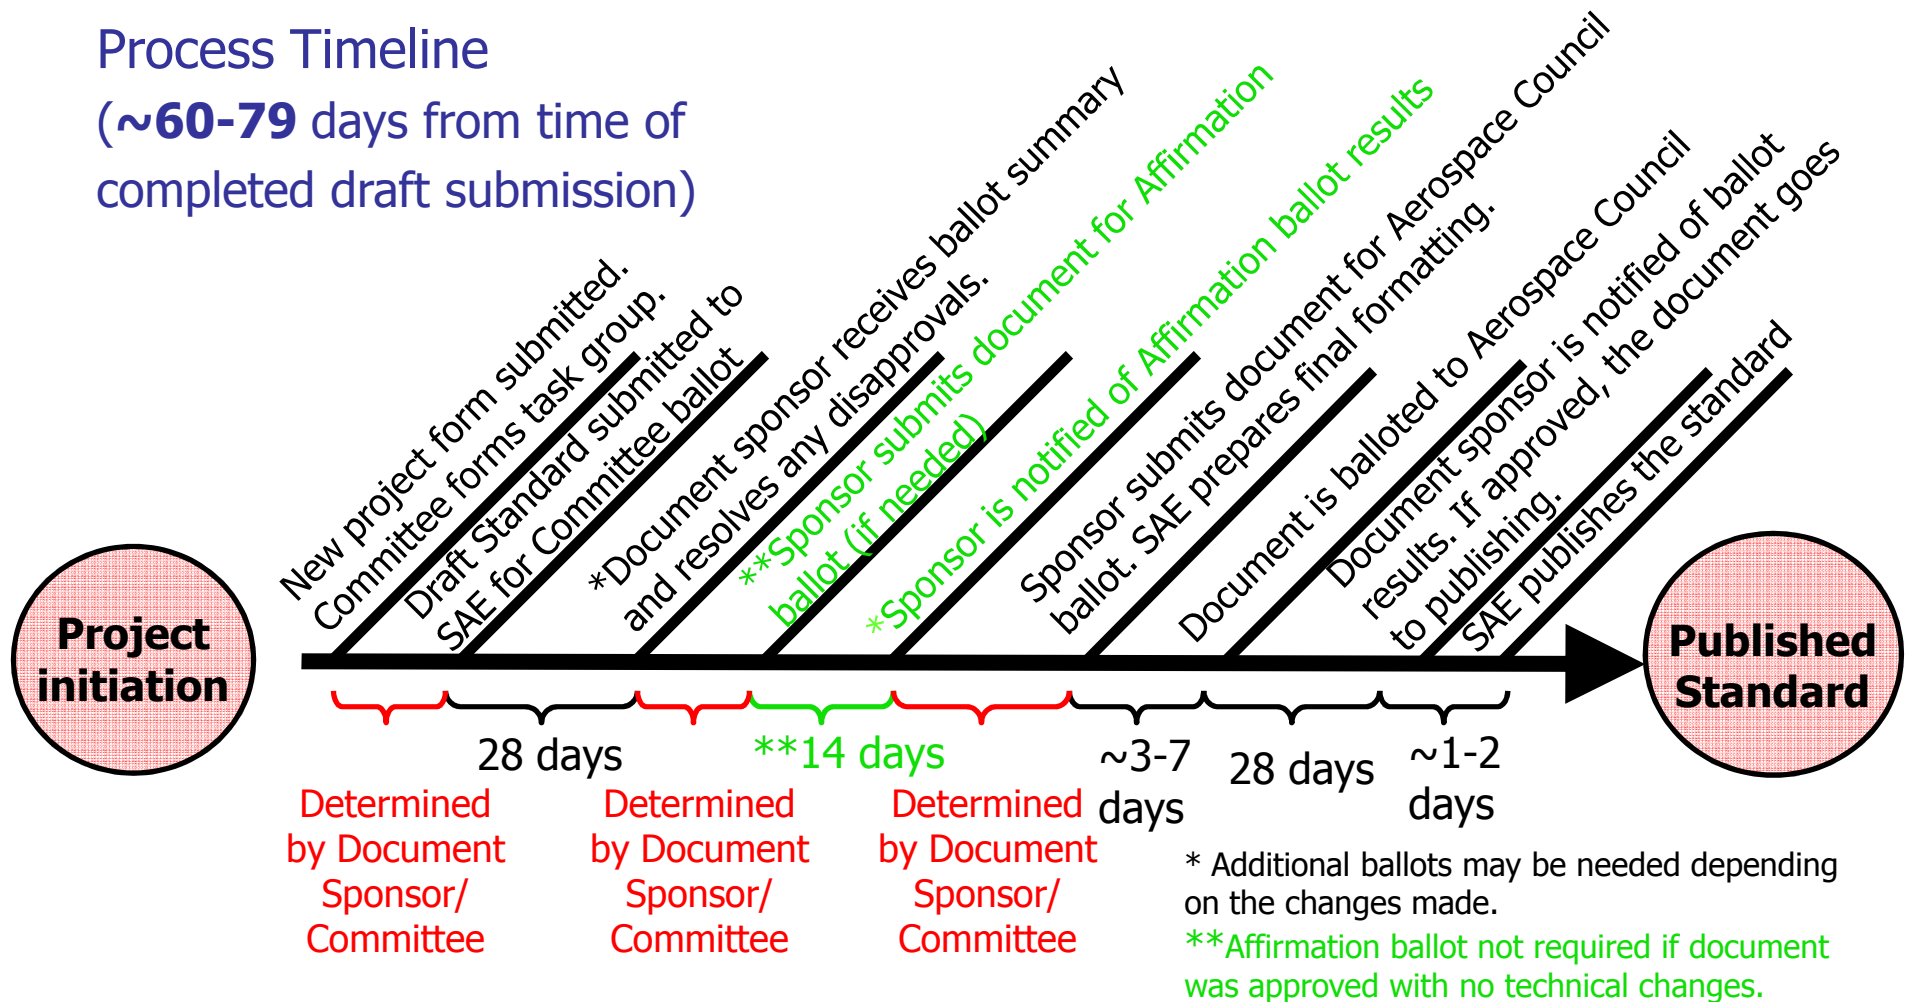 Process Timeline
(~60-79 days from time of
completed draft submission)
New project form submitted.
Committee forms task group.
Draft Standard submitted to
SAE for Committee ballot
*Document sponsor receives ballot summary
and resolves any disapprovals.
**Sponsor submits document for Affirmation
ballot (if needed)
*Sponsor is notified of Affirmation ballot results
Sponsor submits document for Aerospace Council
ballot. SAE prepares final formatting.
Document is balloted to Aerospace Council
Document sponsor is notified of ballot
results. If approved, the document goes
to publishing.
SAE publishes the standard
Project
initiation
Published
Standard
28 days
**14 days
~3-7
days
28 days
~1-2
days
Determined
by Document
Sponsor/
Committee
Determined
by Document
Sponsor/
Committee
Determined
by Document
Sponsor/
Committee
* Additional ballots may be needed depending
on the changes made.
**Affirmation ballot not required if document
was approved with no technical changes.